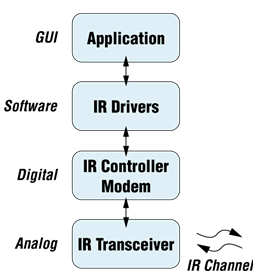 GUI Application
Software IR Drivers
Digital IR Controller
Modem
Analog IR Transceiver
IR Channel